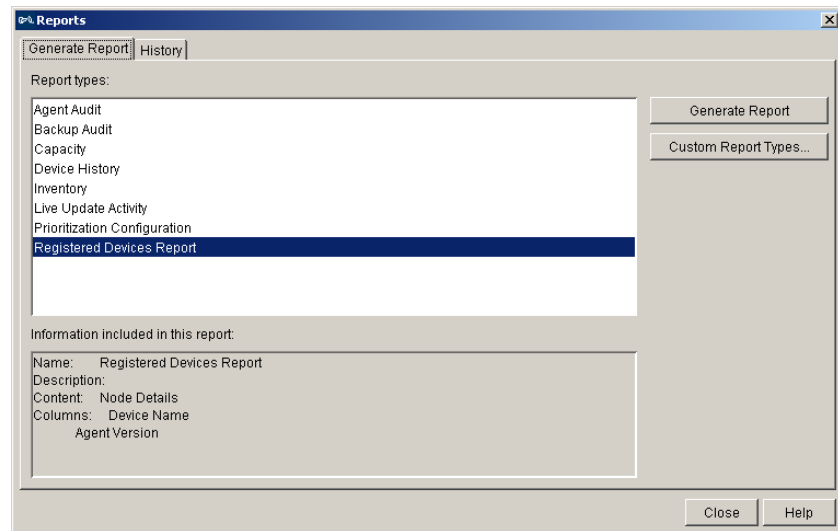 Reports
Generate Report History
Report types:
Agent Audit
Backup Audit
Capacity
Device History
Inventory
Live Update Activity
Prioritization Configuration
Registered Devices Report
Generate Report
Custom Report Types...
Information included in this report:
Name: Registered Devices Report
Description:
Content: Node Details
Columns: Device Name
Agent Version
Close Help